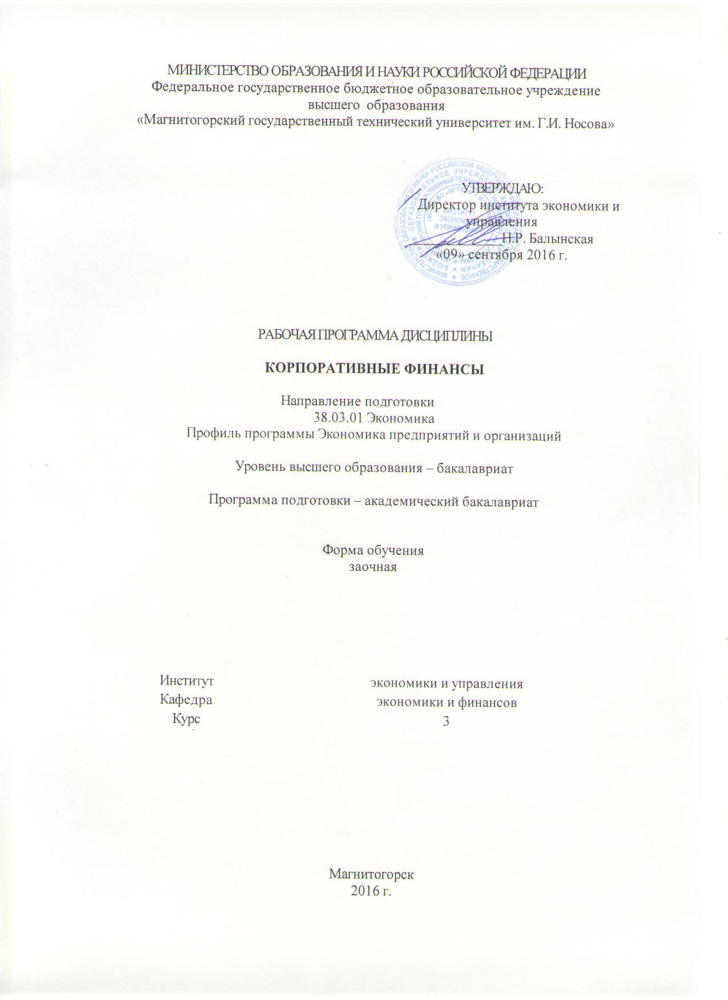 МИНИСТЕРСТВО ОБРАЗОВАНИЯ И НАУКИ РОССИЙСКОЙ ФЕДЕРАЦИИ
Федеральное государственное бюджетное образовательное учреждение
высшего образования
«Магнитогорский государственный технический университет им. Г.И. Носова»
УТВЕРЖДАЮ:
Директор института экономики и
управления
Н.Р. Балынская
«09» сентября 2016 г.
ИНСТИТУТ
И УПРАВЛЕНИЯ
РАБОЧАЯ ПРОГРАММА ДИСЦИПЛИНЫ
КОРПОРАТИВНЫЕ ФИНАНСЫ
Направление подготовки
38.03.01 Экономика
Профиль программы Экономика предприятий и организаций
Уровень высшего образования – бакалавриат
Программа подготовки – академический бакалавриат
Форма обучения
заочная
Институт экономики и управления
Кафедра экономики и финансов
Курс 3
Магнитогорск
2016 г.